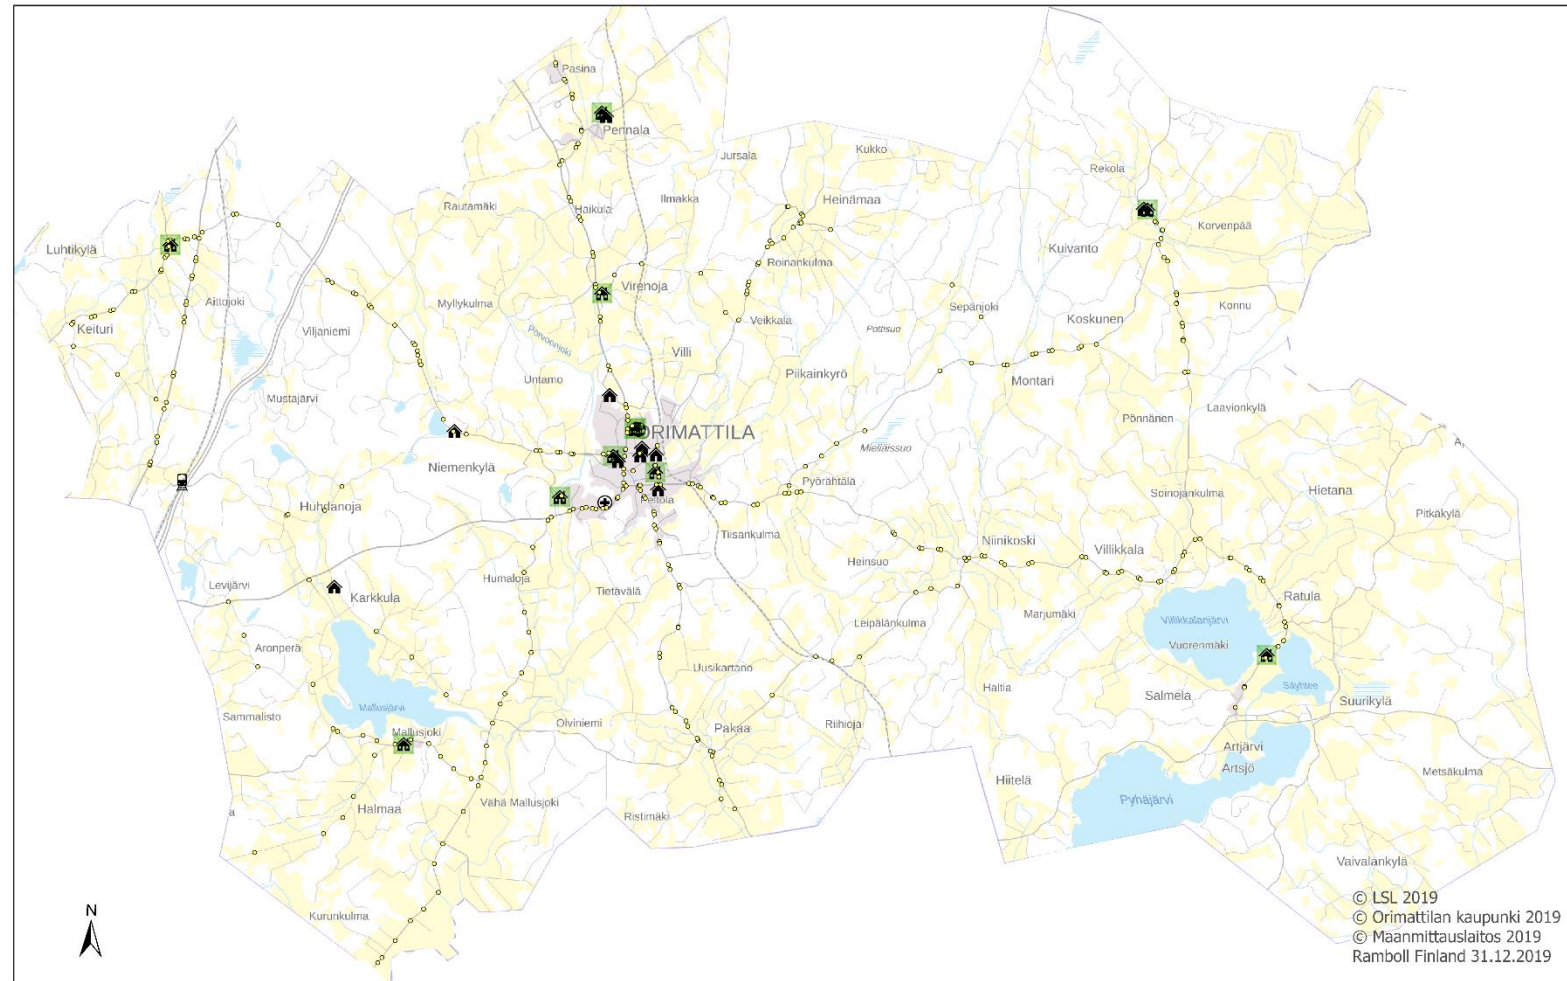 Pasina
Pennala
Jursala
Kukko
Rekola
Ilmakka
Heinämaa
Rautamäki
Haikula
Korvenpää
Luhtikylä
Kuivanto
Roinankulma
Virenoja
Aittojoki
Myllykulma
Sepänjoki
Konnu
Keituri
Viljaniemi
Veikkala
Koskunen
Pottisuo
Porvoonjoki
Villi
Piikainkyrö
Untamo
Montari
Mustajärvi
Laavionkylä
Pönnänen
ORIMATTILA
Mieliäissuo
Niemenkylä
Pyörähtälä
Soinojankulma
Hietana
Huhdanoja
Peltola
Pitkäkylä
Tiisankulma
Niinikoski
Villikkala
Heinsuo
Levijärvi
Humaloja
Tietävälä
Karkkula
Ratula
Marjumäki
Leipälänkulma
Villikkalanjärvi
Aronperä
Vuorenmäki
Uusikartano
Haltia
Säyhtee
Salmela
Suurikylä
Mallusjärvi
Sammalisto
Olviniemi
Pakaa
Riihioja
Mallusjoki
Artjärvi
Artsjö
Metsäkulma
Hiitelä
Vähä Mallusjoki
Pyhäjärvi
Halmaa
Ristimäki
Vaivalankylä
Kurunkulma
N
© LSL 2019
© Orimattilan kaupunki 2019
© Maanmittauslaitos 2019
Ramboll Finland 31.12.2019